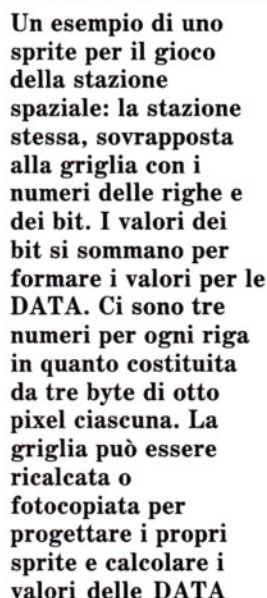 Un esempio di uno
sprite per il gioco
della stazione
spaziale: la stazione
stessa, sovrapposta
alla griglia con i
numeri delle righe e
dei bit. I valori dei
bit si sommano per
formare i valori per le
DATA. Ci sono tre
numeri per ogni riga
in quanto costituita
da tre byte di otto
pixel ciascuna. La
griglia può essere
ricalcata o
fotocopiata per
progettare i propri
sprite e calcolare i
valori delle DATA